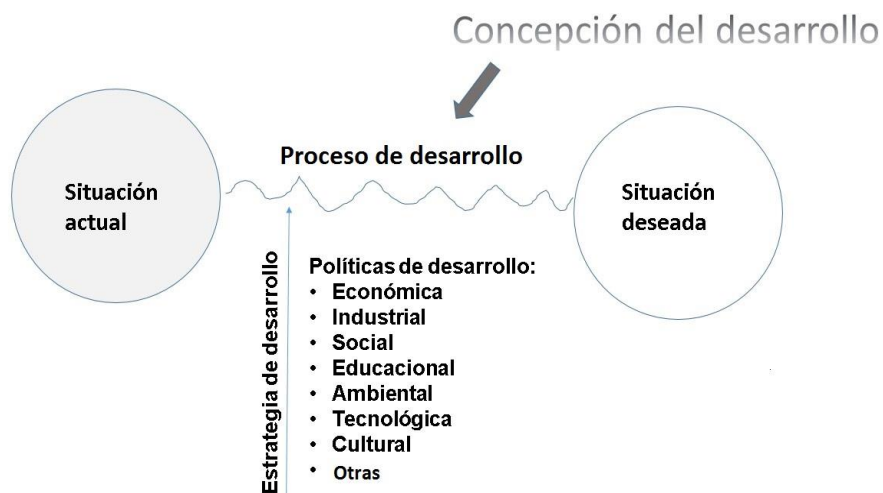 Concepción del desarrollo
Proceso de desarrollo
Situación
actual
Situación
deseada
Estrategia de desarrollo
Políticas de desarrollo:
• Económica
• Industrial
• Social
• Educacional
• Ambiental
• Tecnológica
• Cultural
• Otras